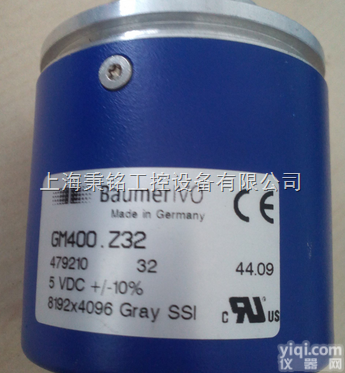 上海秉铭工控设备有限公司
BaumerIVO
Made in Germany
CE
GM400.Z32
479210 32 44.09
5 VDC +/-10%
8192x4096 Gray SSI
C RU US
yiqi.com
仪器网